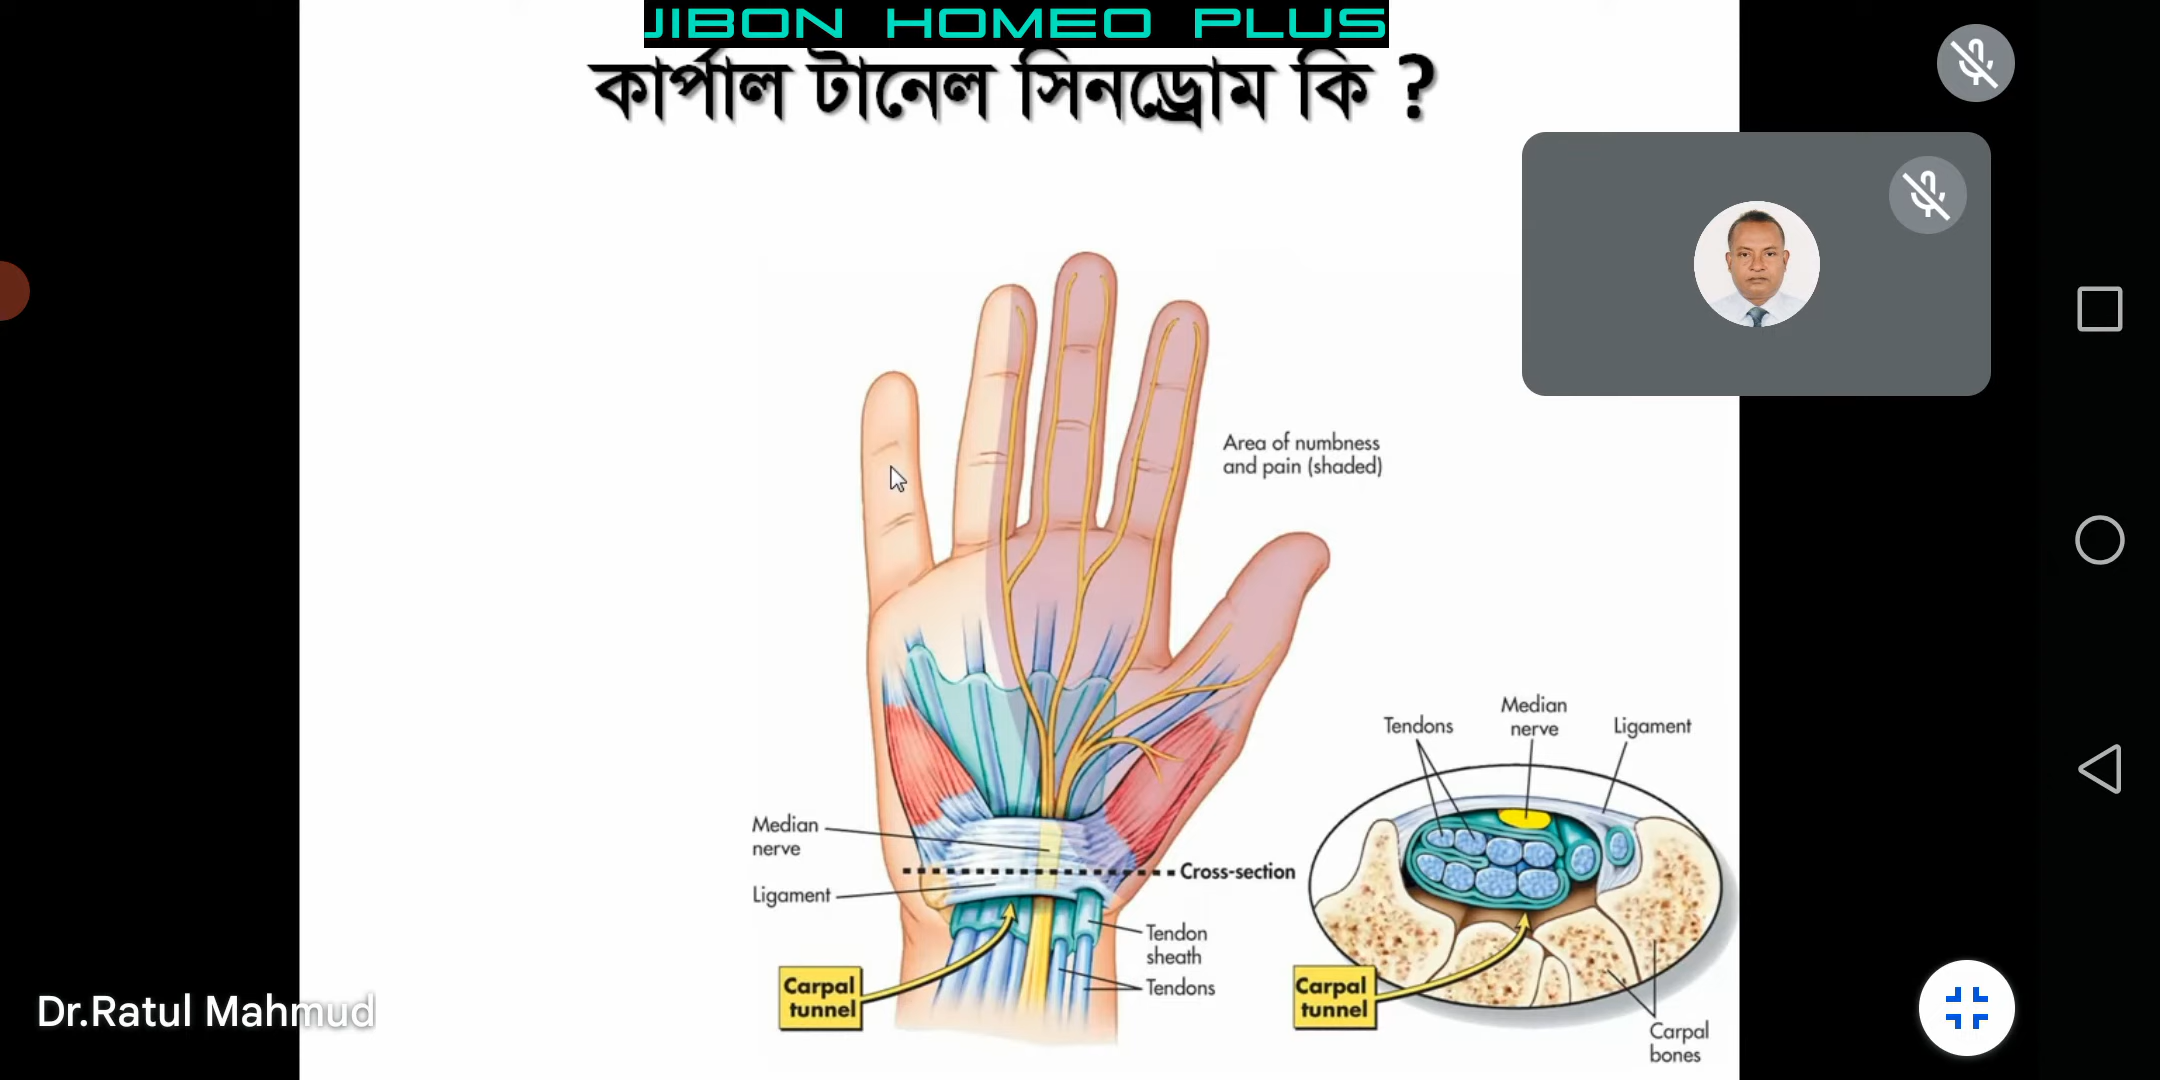 JIBON HOMEO PLUS
কার্পাল টানেল সিনড্রোম কি ?
Area of numbness
and pain (shaded)
Median
nerve
Ligament
Cross-section
Tendon
sheath
Tendons
Carpal
tunnel
Tendons
Median
nerve
Ligament
Carpal
tunnel
Carpal
bones
Dr.Ratul Mahmud